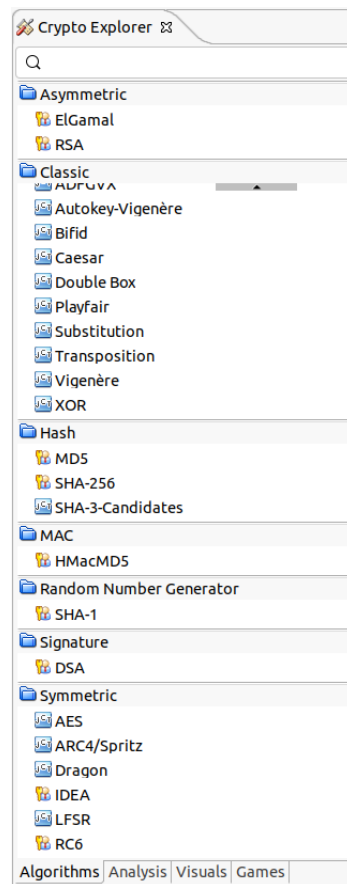 Crypto Explorer
Asymmetric
ElGamal
RSA
Classic
ADFGVX
Autokey-Vigenère
Bifid
Caesar
Double Box
Playfair
Substitution
Transposition
Vigenère
XOR
Hash
MD5
SHA-256
SHA-3-Candidates
MAC
HMacMD5
Random Number Generator
SHA-1
Signature
DSA
Symmetric
AES
ARC4/Spritz
Dragon
IDEA
LFSR
RC6
Algorithms Analysis Visuals Games